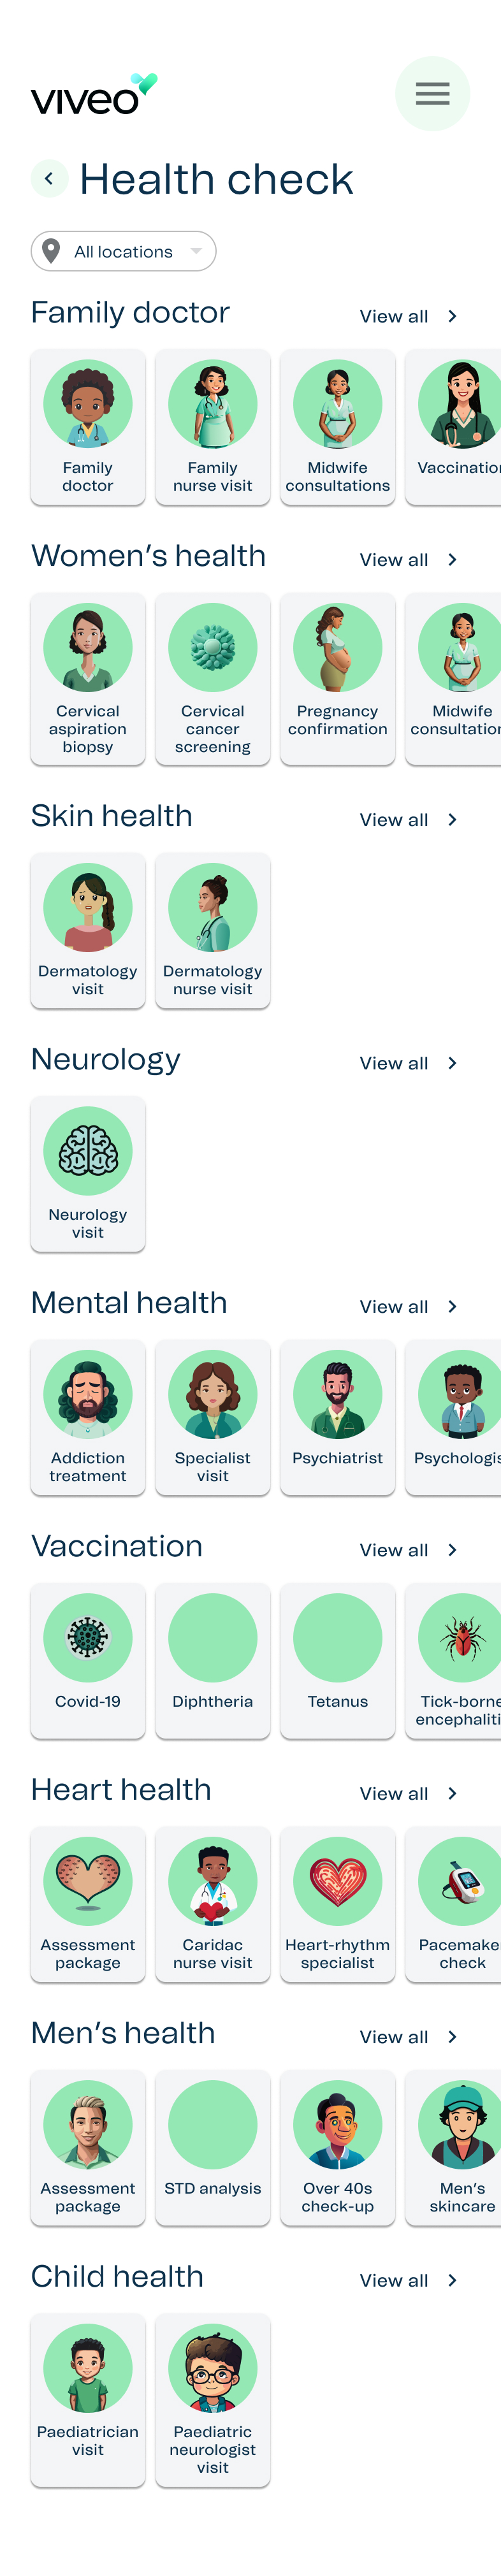 viveo
Health check
All locations
Family doctor
View all
Family
doctor
Family
nurse visit
Midwife
consultations
Vaccination
Women's health
View all
Cervical
aspiration
biopsy
Cervical
cancer
screening
Pregnancy
confirmation
Midwife
consultation
Skin health
View all
Dermatology
visit
Dermatology
nurse visit
Neurology
View all
Neurology
visit
Mental health
View all
Addiction
treatment
Specialist
visit
Psychiatrist
Psychologis
Vaccination
View all
Covid-19
Diphtheria
Tetanus
Tick-borne
encephaliti
Heart health
View all
Assessment
package
Caridac
nurse visit
Heart-rhythm
specialist
Pacemake
check
Men's health
View all
Assessment
package
STD analysis
Over 40s
check-up
Men's
skincare
Child health
View all
Paediatrician
visit
Paediatric
neurologist
visit